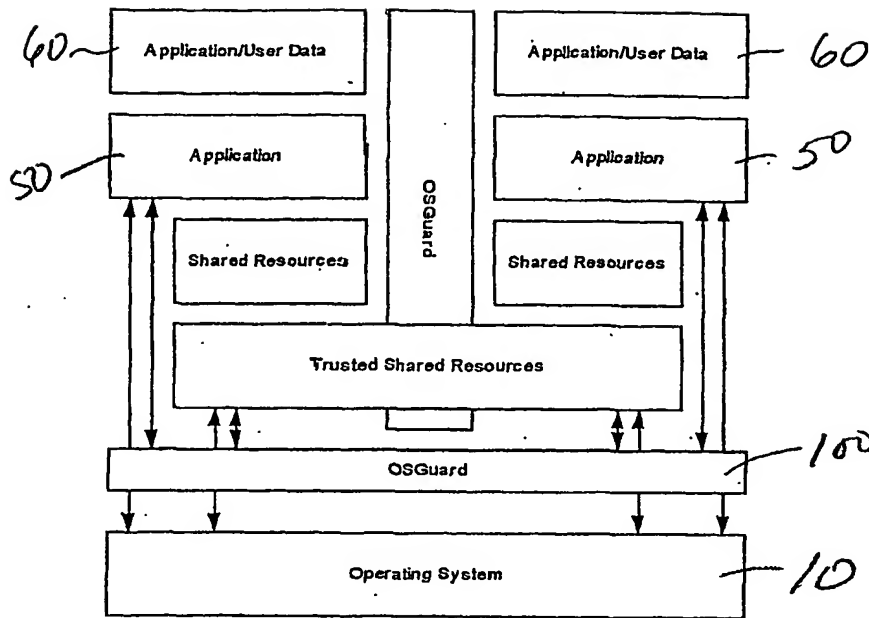 60 Application/User Data Application/User Data 60
50 Application Application 50
OSGuard
Shared Resources Shared Resources
Trusted Shared Resources
OSGuard 100
Operating System 10